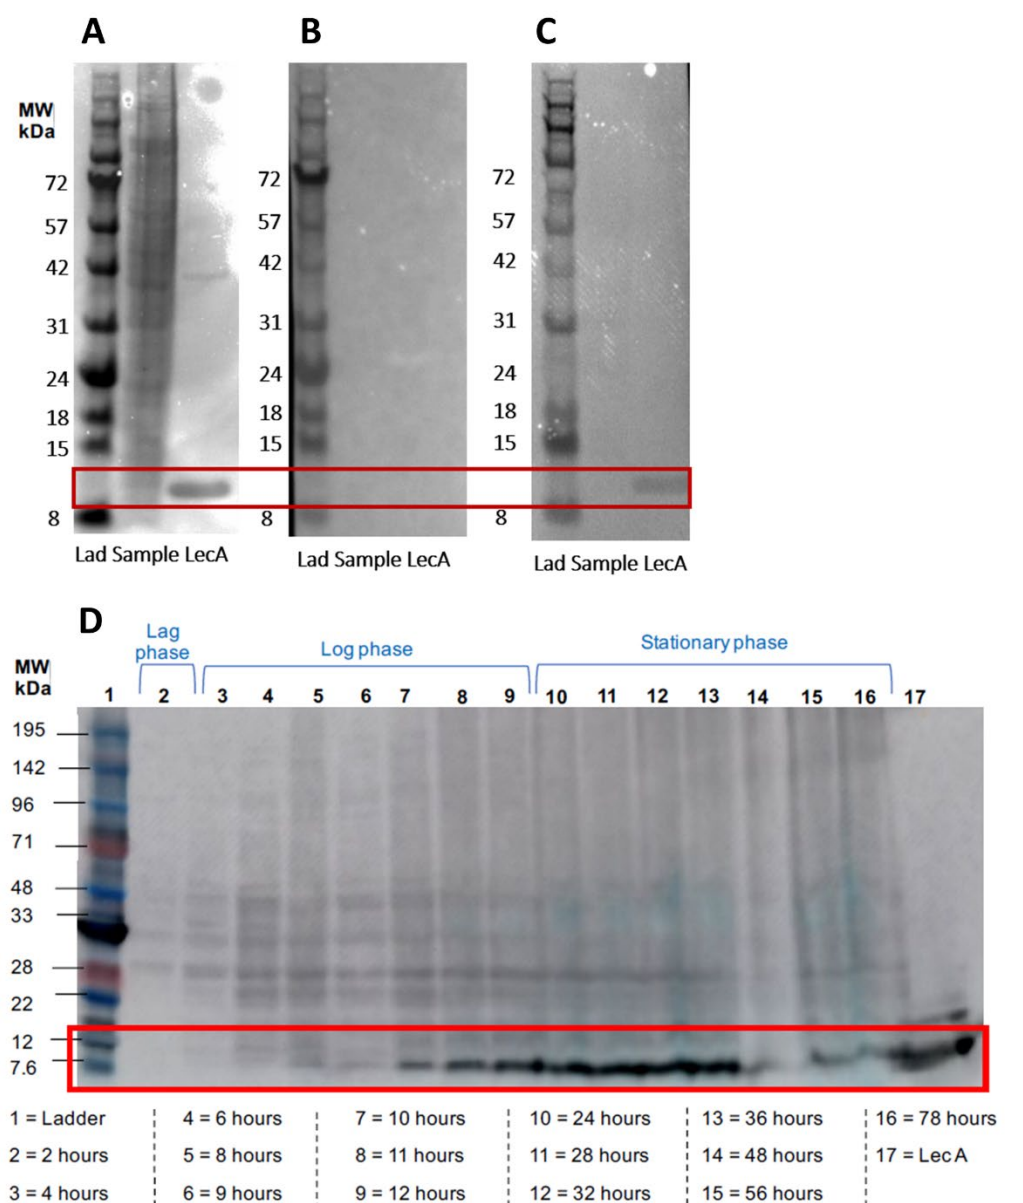 A B C
MW
kDa
72 72 72
57 57 57
42 42 42
31 31 31
24 24 24
18 18 18
15 15 15
8 8 8
Lad Sample LecA Lad Sample LecA Lad Sample LecA
D
Lag
phase
Log phase
Stationary phase
MW
kDa
1 2 3 4 5 6 7 8 9 10 11 12 13 14 15 16 17
195
142
96
71
48
33
28
22
12
7.6
1 = Ladder 4 = 6 hours 7 = 10 hours 10 = 24 hours 13 = 36 hours 16 = 78 hours
2 = 2 hours 5 = 8 hours 8 = 11 hours 11 = 28 hours 14 = 48 hours 17 = LecA
3 = 4 hours 6 = 9 hours 9 = 12 hours 12 = 32 hours 15 = 56 hours